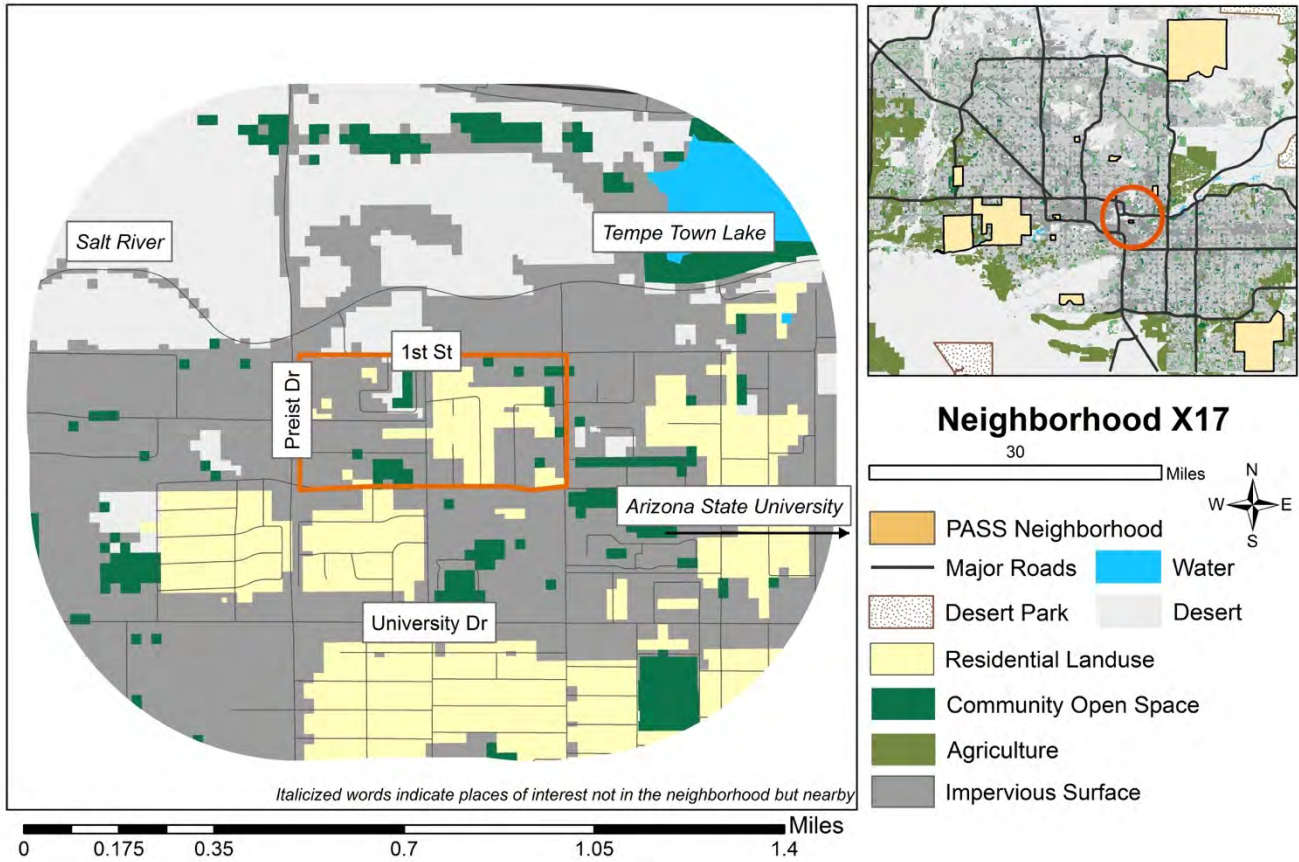 Salt River
Tempe Town Lake
1st St
Preist Dr
Arizona State University
University Dr
Italicized words indicate places of interest not in the neighborhood but nearby
Miles
0 0.175 0.35 0.7 1.05 1.4
Neighborhood X17
30
Miles
N
W E
S
PASS Neighborhood
Major Roads
Water
Desert Park
Desert
Residential Landuse
Community Open Space
Agriculture
Impervious Surface